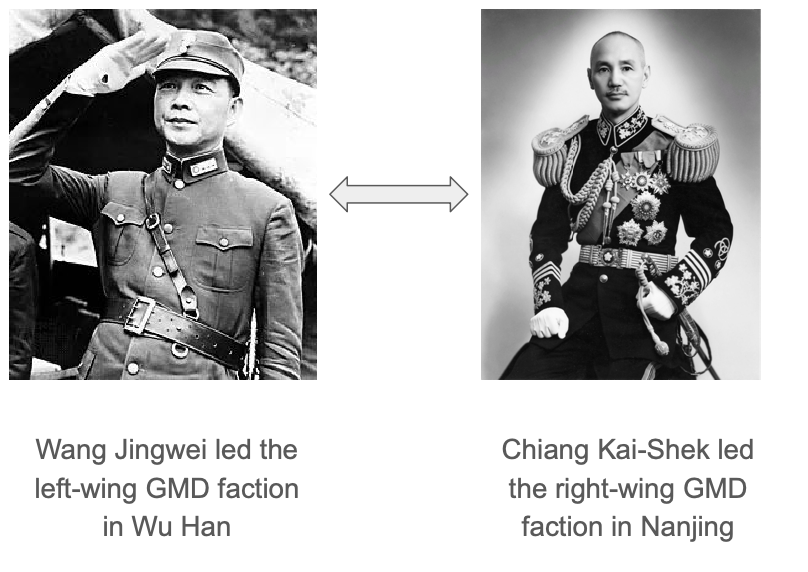 Wang Jingwei led the
left-wing GMD faction
in Wu Han
Chiang Kai-Shek led
the right-wing GMD
faction in Nanjing